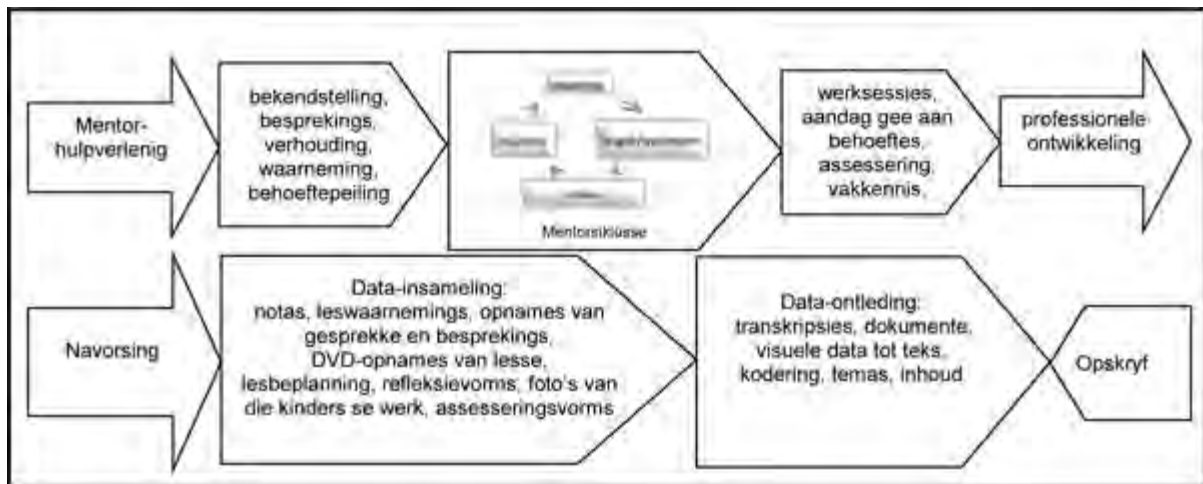 Mentor-
hulpverlenig
bekendstelling,
besprekings,
verhouding,
waarneming,
behoeftepeiling
Mentorsiklusse
werksessies,
aandag gee aan
behoeftes,
assessering,
vakkennis,
professionele
ontwikkeling
Navorsing
Data-insameling:
notas, leswaarnemings, opnames van
gesprekke en besprekings,
DVD-opnames van lesse,
lesbeplanning, refleksievorms, foto's van
die kinders se werk, assesseringsvorms
Data-ontleding:
transkripsies, dokumente,
visuele data tot teks,
kodering, temas, inhoud
Opskryf